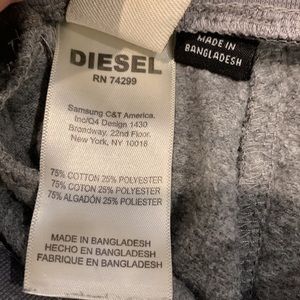 DIESEL
RN 74299
Samsung C&T America.
Inc/Q4 Design 1430
Broadway, 22nd Floor.
New York, NY 10018
75% COTTON 25% POLYESTER
75% COTON 25% POLYESTER
75% ALGODÓN 25% POLIESTER
MADE IN BANGLADESH
HECHO EN BANGLADESH
FABRIQUE EN BANGLADESH
MADE IN
BANGLADESH